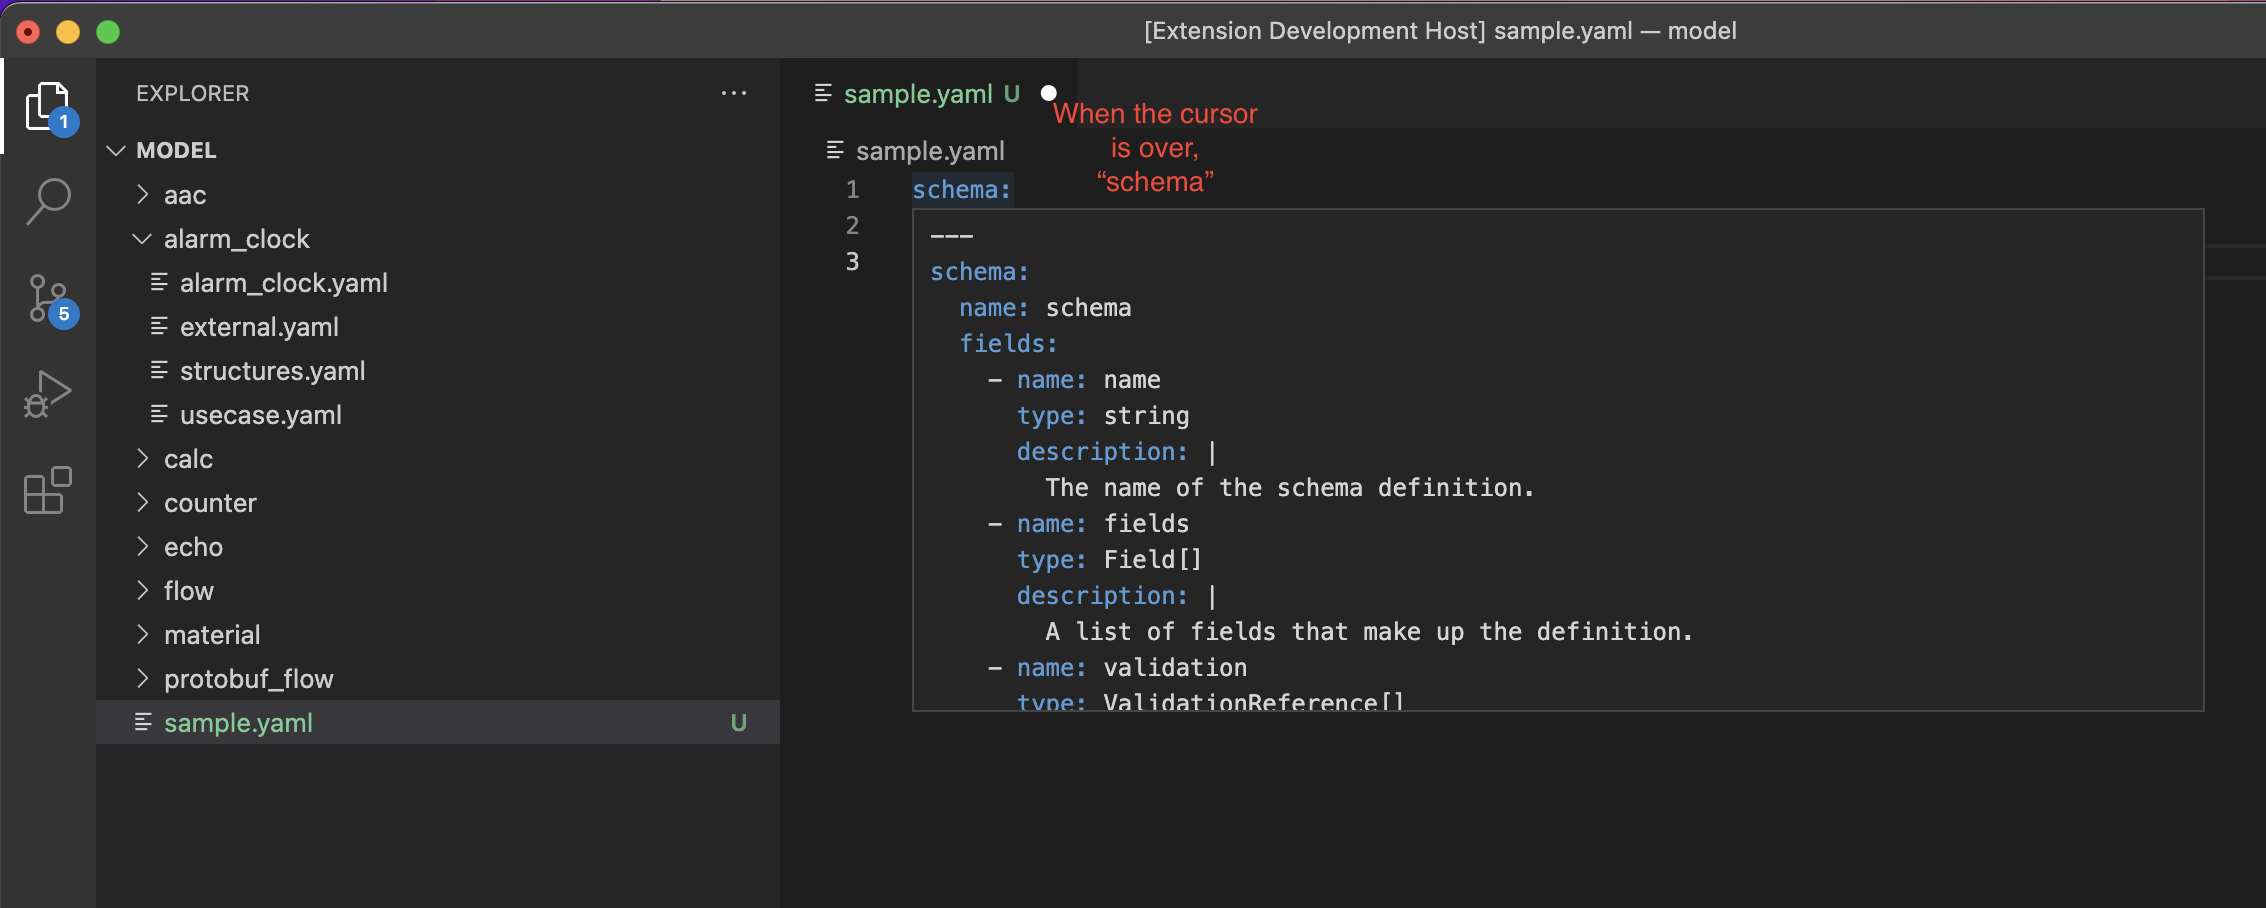 [Extension Development Host] sample.yaml — model
EXPLORER
MODEL
aac
alarm_clock
alarm_clock.yaml
external.yaml
structures.yaml
usecase.yaml
calc
counter
echo
flow
material
protobuf_flow
sample.yaml U
1
5
sample.yaml U
When the cursor
is over,
“schema”
sample.yaml
1 schema:
2
3
---
schema:
name: schema
fields:
- name: name
type: string
description: |
The name of the schema definition.
- name: fields
type: Field[]
description: |
A list of fields that make up the definition.
- name: validation
type: ValidationReference[]